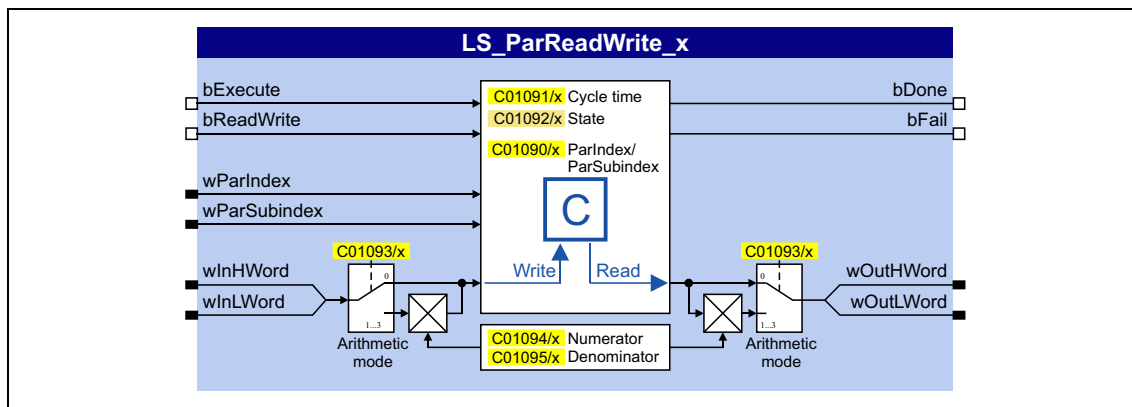 LS_ParReadWrite_x
bExecute
bReadWrite
wParIndex
wParSubindex
wInHWord
wInLWord
C01091/x Cycle time
C01092/x State
C01090/x ParIndex/
ParSubindex
C
Write
Read
bDone
bFail
C01093/x
0
1...3
Arithmetic
mode
C01094/x Numerator
C01095/x Denominator
C01093/x
0
1...3
Arithmetic
mode
wOutHWord
wOutLWord